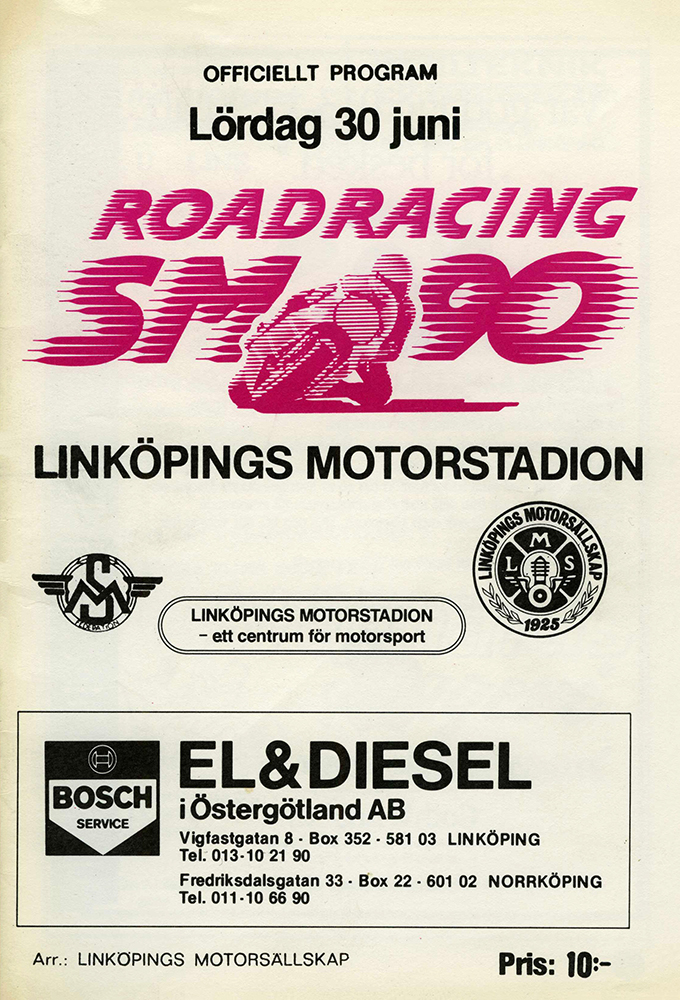 OFFICIELLT PROGRAM
Lördag 30 juni
ROADRACING
SM 90
LINKÖPINGS MOTORSTADION
LINKÖPINGS MOTORSÄLLSKAP
M
L S
1925
SM
LINKÖPINGS MOTORSTADION
– ett centrum för motorsport
BOSCH
SERVICE
EL & DIESEL
i Östergötland AB
Vigfastgatan 8 - Box 352 - 581 03 LINKÖPING
Tel. 013-10 21 90
Fredriksdalsgatan 33 - Box 22 - 601 02 NORRKÖPING
Tel. 011-10 66 90
Arr.: LINKÖPINGS MOTORSÄLLSKAP
Pris: 10:-